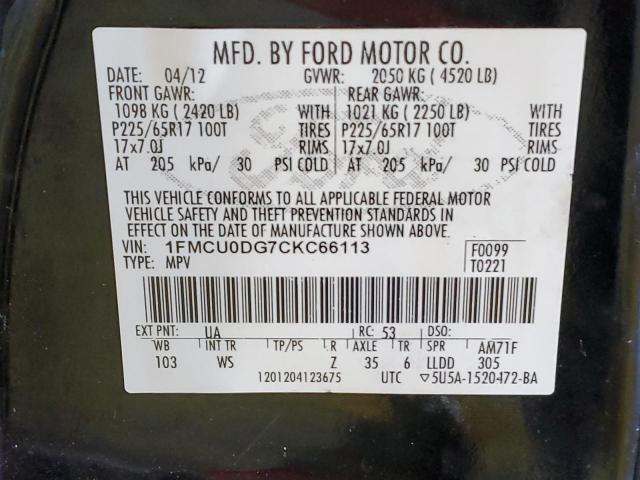 MFD. BY FORD MOTOR CO.
DATE: 04/12 GVWR: 2050 KG ( 4520 LB)
FRONT GAWR: REAR GAWR:
1098 KG ( 2420 LB) WITH 1021 KG ( 2250 LB) WITH
P225/65R17 100T TIRES P225/65R17 100T TIRES
17x7.0J RIMS 17x7.0J RIMS
AT 205 kPa/ 30 PSI COLD AT 205 kPa/ 30 PSI COLD
THIS VEHICLE CONFORMS TO ALL APPLICABLE FEDERAL MOTOR
VEHICLE SAFETY AND THEFT PREVENTION STANDARDS IN
EFFECT ON THE DATE OF MANUFACTURE SHOWN ABOVE.
VIN: 1FMCU0DG7CKC66113 F0099
TYPE: MPV T0221
EXT PNT: UA RC: 53 DSO:
WB INT TR TP/PS R AXLE TR SPR AM71F
103 WS Z 35 6 LLDD 305
1201204123675 UTC ▽5U5A-1520472-BA